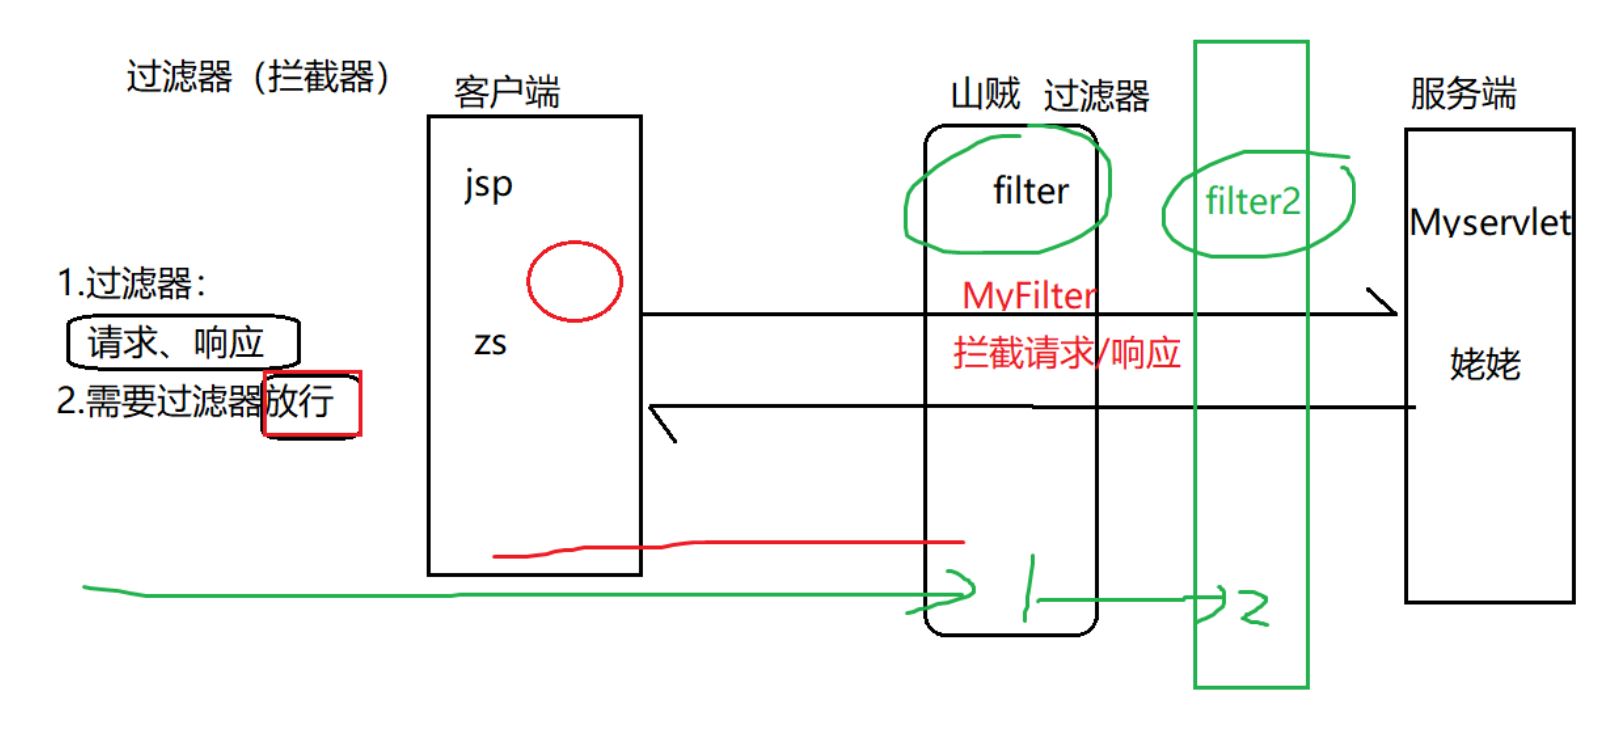 过滤器（拦截器）
客户端
山贼 过滤器
服务端
jsp
filter
filter2
Myservlet
1.过滤器：
请求、响应
2.需要过滤器放行
zs
MyFilter
拦截请求/响应
姥姥
1
2